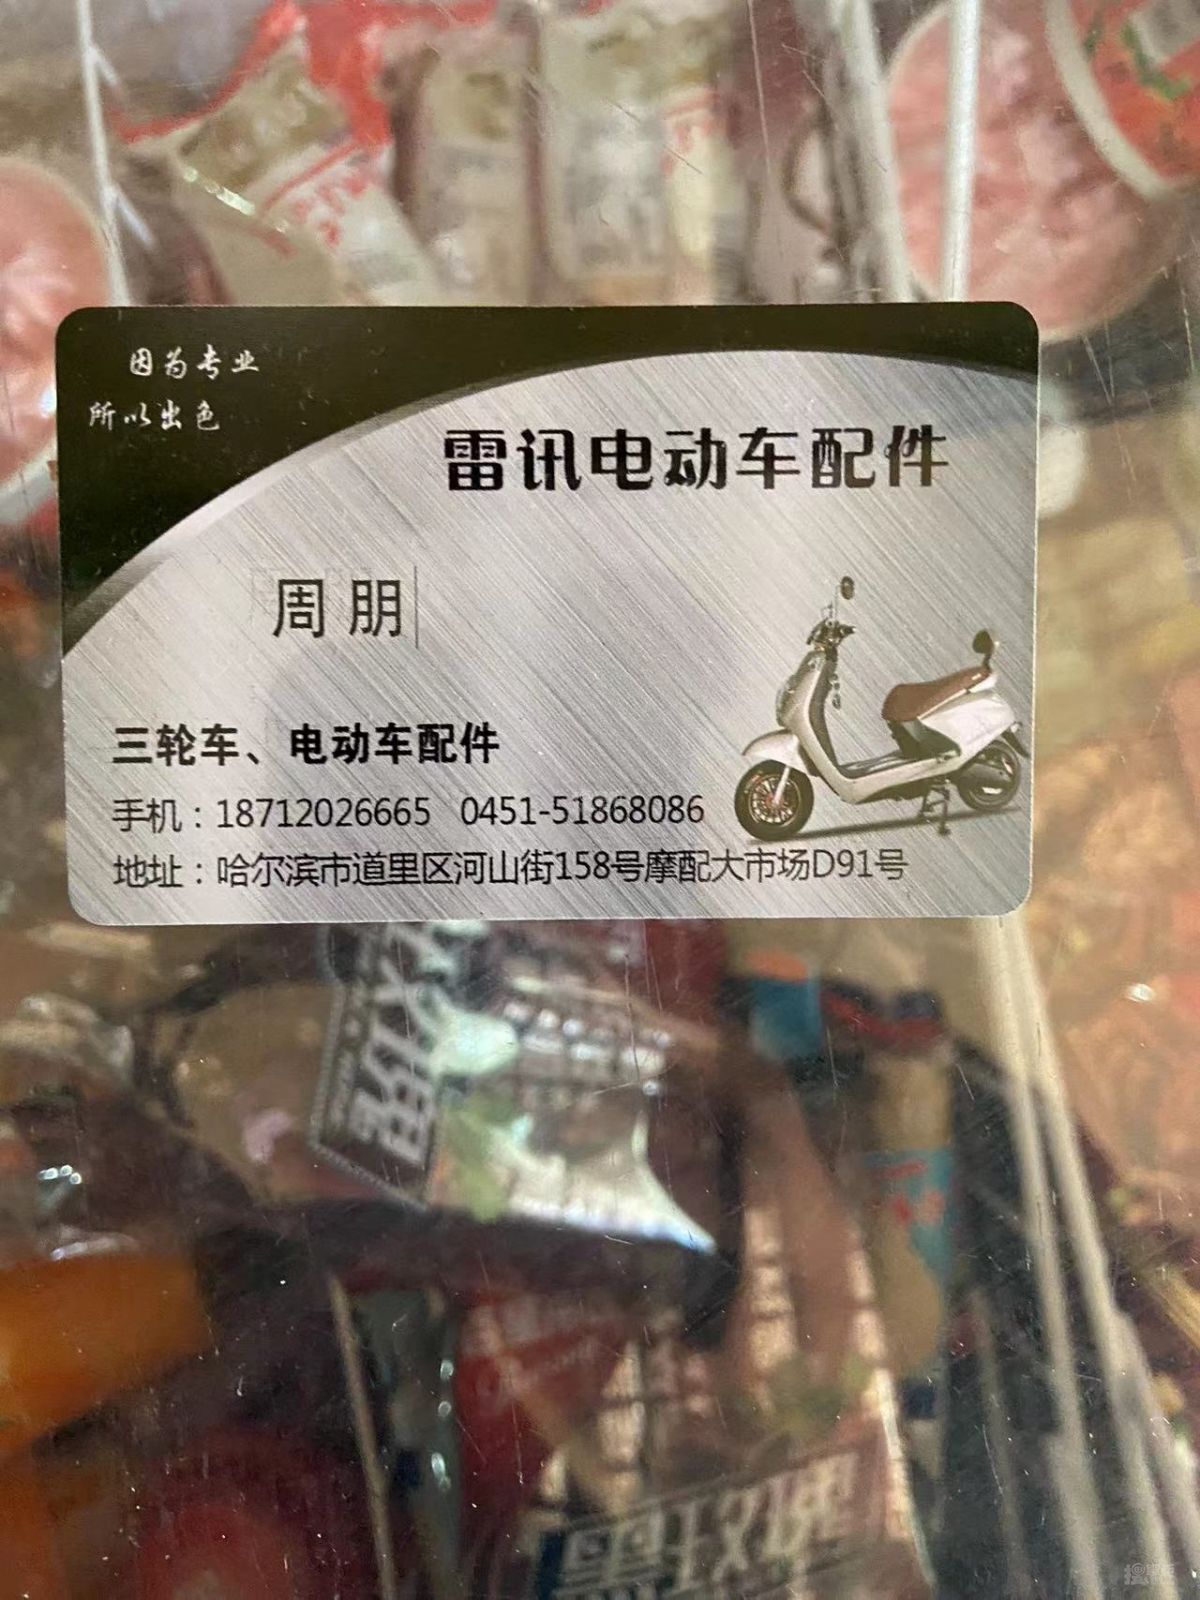 因为专业
所以出色
雷讯电动车配件
周朋
三轮车、电动车配件
手机：18712026665 0451-51868086
地址：哈尔滨市道里区河山街158号摩配大市场D91号